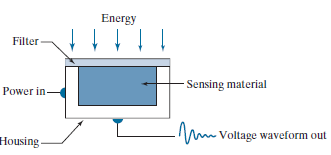 Energy
Filter
Sensing material
Power in
Voltage waveform out
Housing